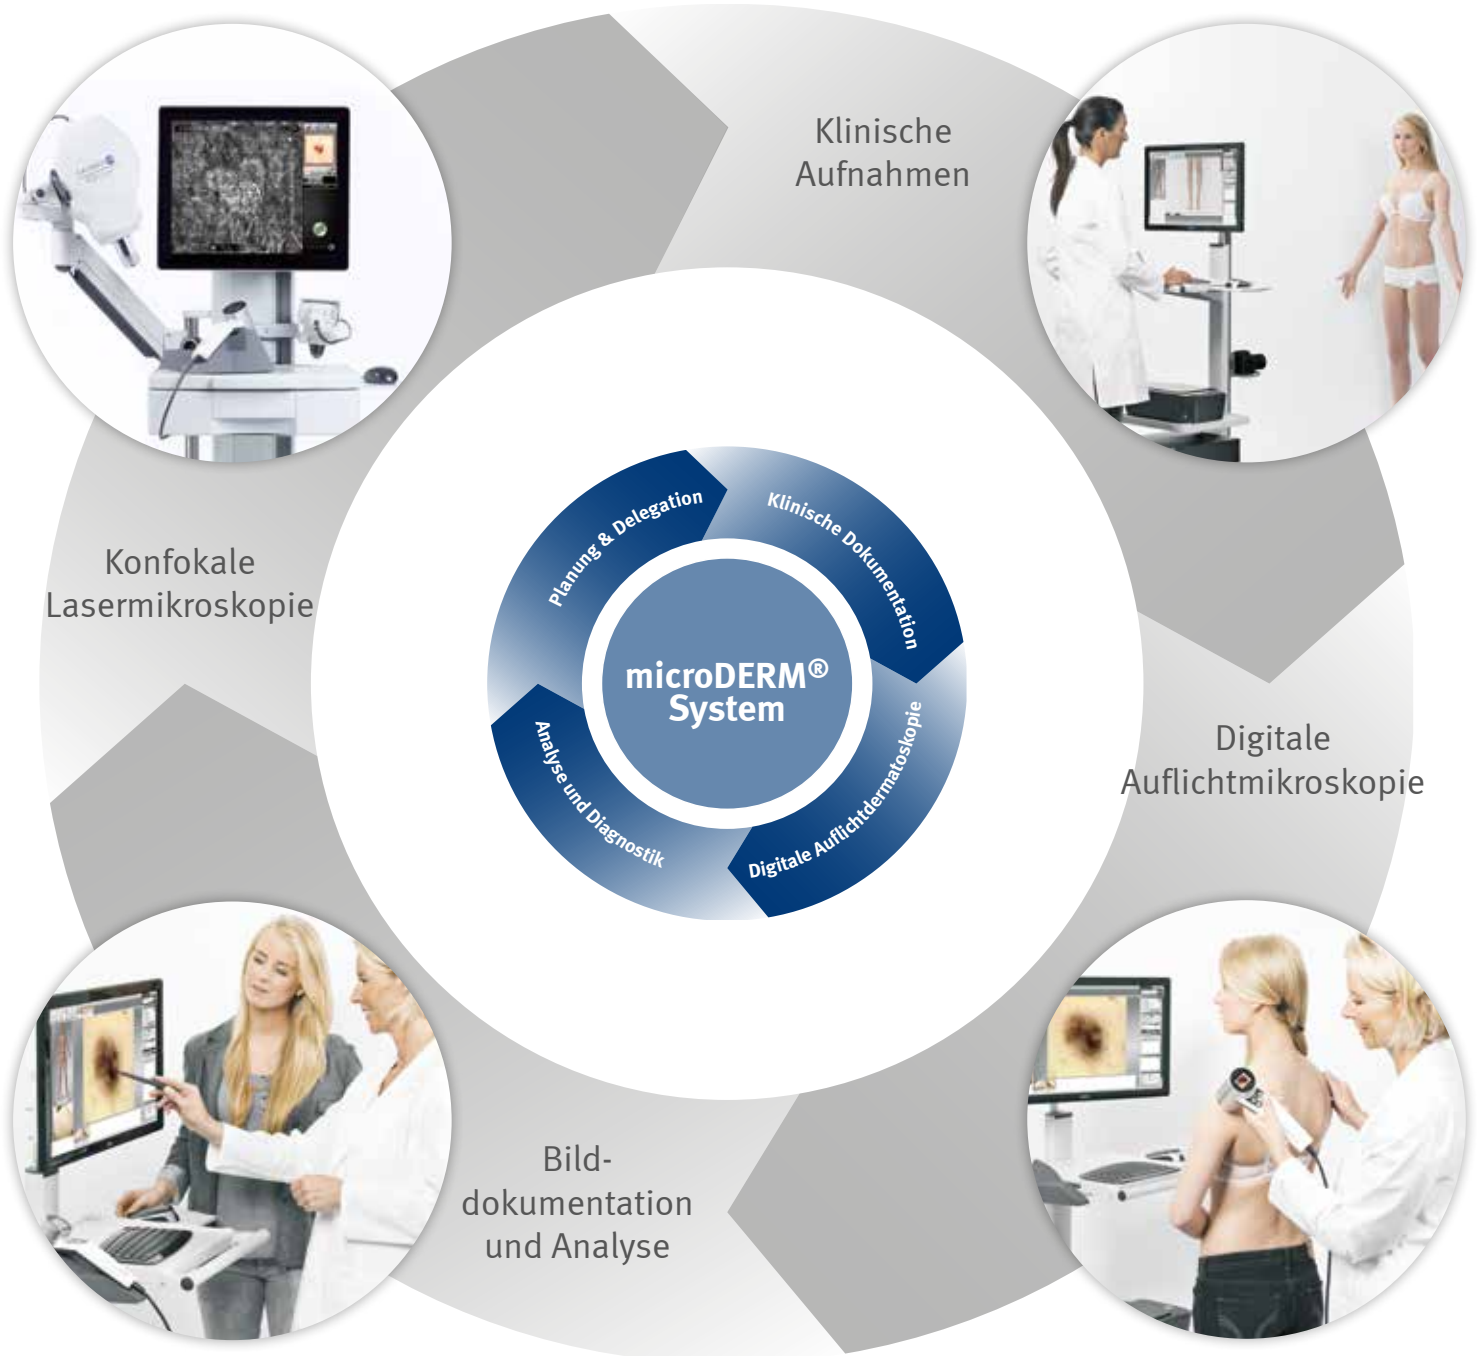 Klinische
Aufnahmen
Digitale
Auflichtmikroskopie
Bild-
dokumentation
und Analyse
Konfokale
Lasermikroskopie
Klinische Dokumentation
Digitale Auflichtdermatoskopie
Analyse und Diagnostik
Planung & Delegation
microDERM®
System